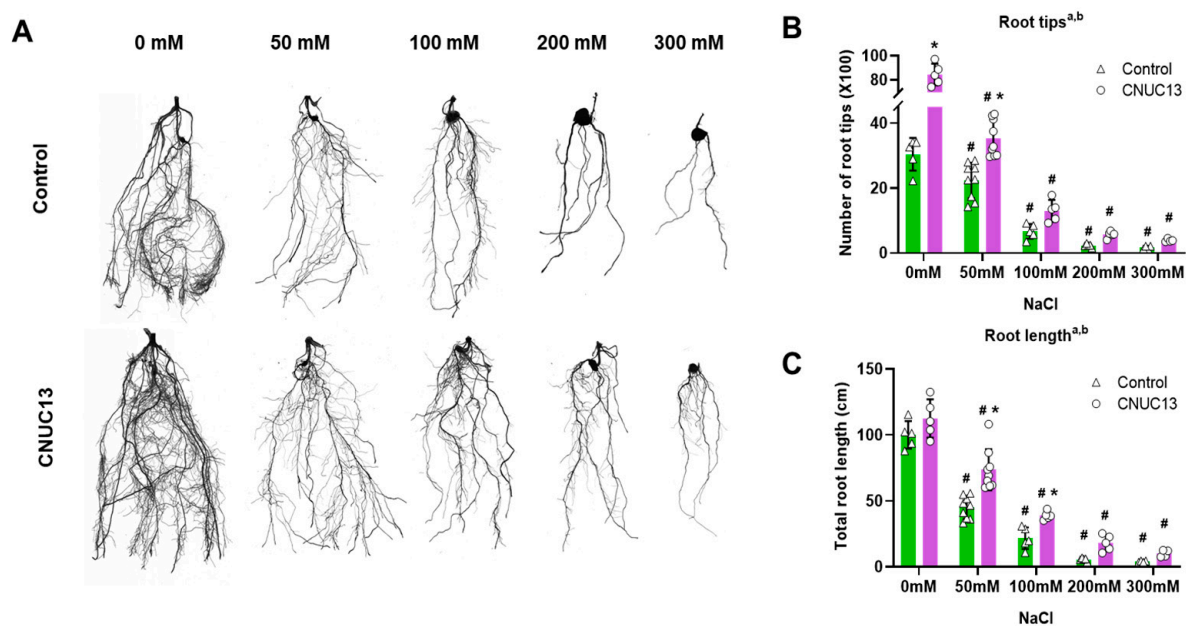 A
0 mM 50 mM 100 mM 200 mM 300 mM
Control
CNUC13
B
Root tipsᵃ,ᵇ
Number of root tips (X100)
100
80
40
20
0
Control
CNUC13
*
# *
#
#
#
#
#
#
#
0mM 50mM 100mM 200mM 300mM
NaCl
C
Root lengthᵃ,ᵇ
Total root length (cm)
150
100
50
0
Control
CNUC13
# *
#
# *
#
#
#
#
#
0mM 50mM 100mM 200mM 300mM
NaCl